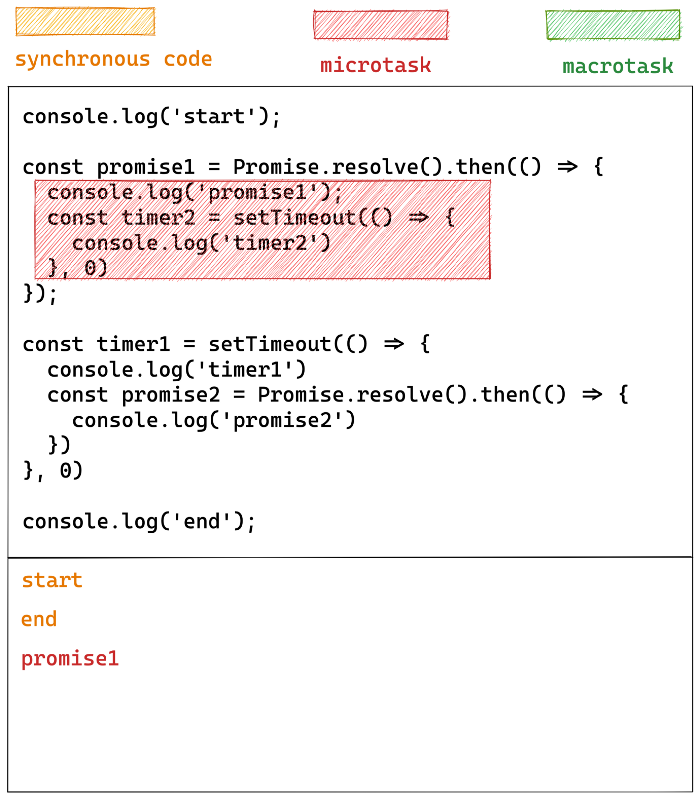 synchronous code
microtask
macrotask
console.log('start');
const promise1 = Promise.resolve().then(() => {
  console.log('promise1');
  const timer2 = setTimeout(() => {
    console.log('timer2')
  }, 0)
});
const timer1 = setTimeout(() => {
  console.log('timer1')
  const promise2 = Promise.resolve().then(() => {
    console.log('promise2')
  })
}, 0)
console.log('end');
start
end
promise1